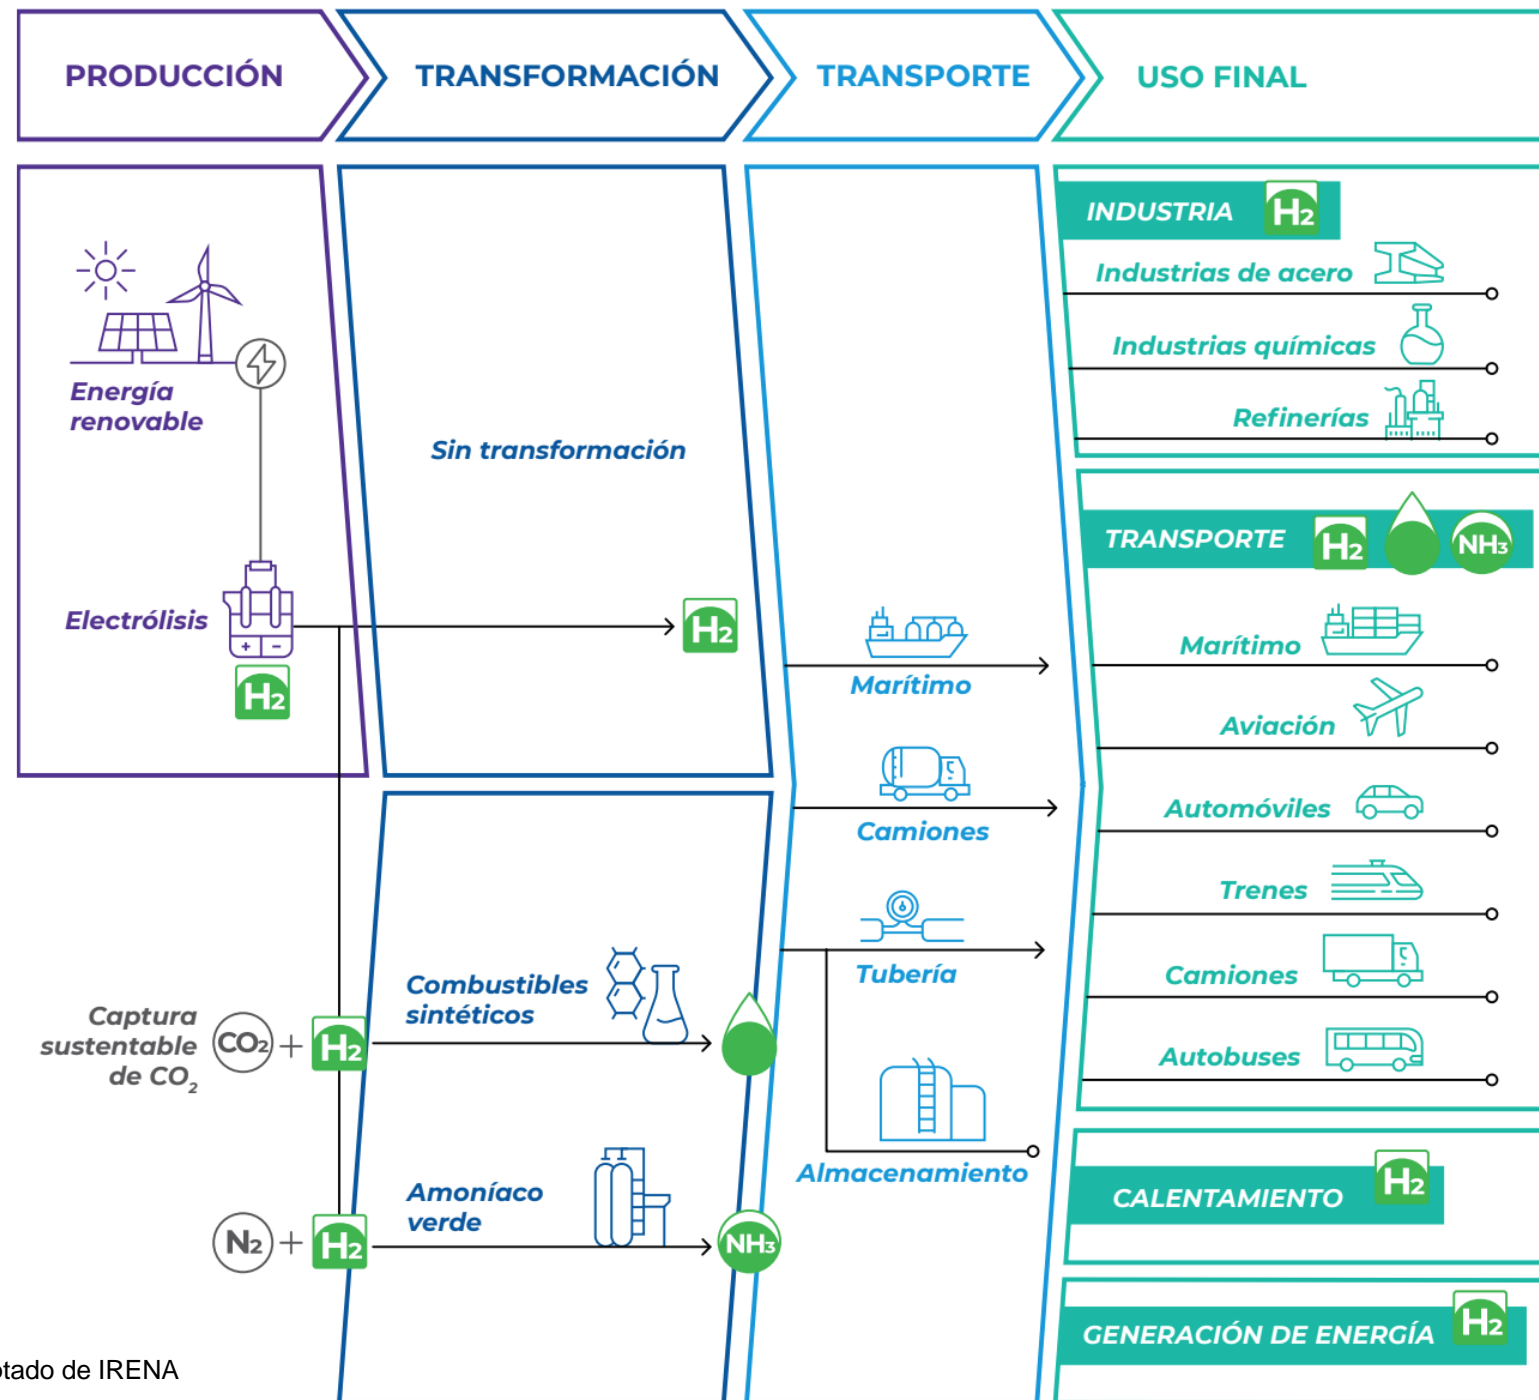 PRODUCCIÓN
TRANSFORMACIÓN
TRANSPORTE
USO FINAL
Energía
renovable
Electrólisis
H2
Sin transformación
H2
Captura
sustentable
de CO2
CO2 + H2
Combustibles
sintéticos
N2 + H2
Amoníaco
verde
NH3
Marítimo
Camiones
Tubería
Almacenamiento
INDUSTRIA H2
Industrias de acero
Industrias químicas
Refinerías
TRANSPORTE H2 NH3
Marítimo
Aviación
Automóviles
Trenes
Camiones
Autobuses
CALENTAMIENTO H2
GENERACIÓN DE ENERGÍA H2
de IRENA